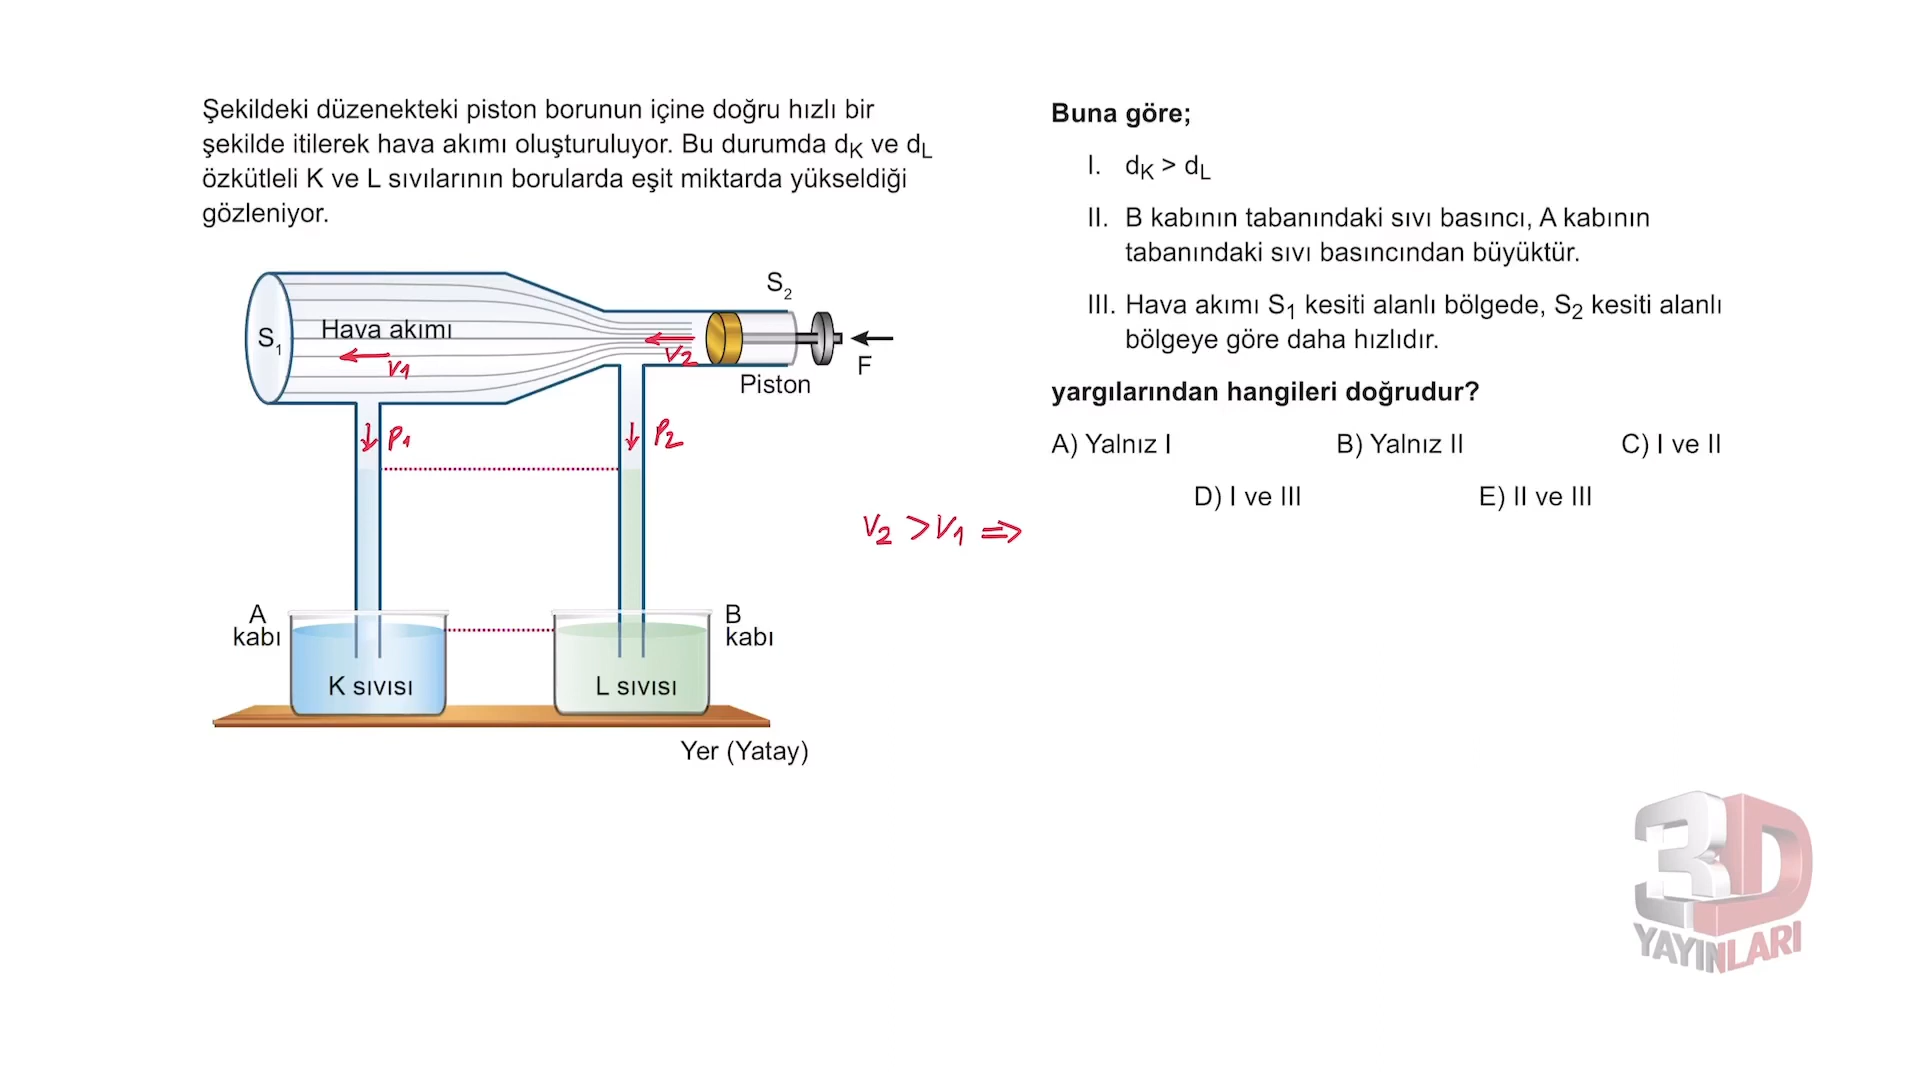 Şekildeki düzenekteki piston borunun içine doğru hızlı bir
şekilde itilerek hava akımı oluşturuluyor. Bu durumda dK ve dL
özkütleli K ve L sıvılarının borularda eşit miktarda yükseldiği
gözleniyor.
S2
S1
Hava akımı
V1
V2
F
Piston
P1
P2
A
kabı
B
kabı
K sıvısı
L sıvısı
Yer (Yatay)
Buna göre;
I. dK > dL
II. B kabının tabanındaki sıvı basıncı, A kabının
tabanındaki sıvı basıncından büyüktür.
III. Hava akımı S1 kesiti alanlı bölgede, S2 kesiti alanlı
bölgeye göre daha hızlıdır.
yargılarından hangileri doğrudur?
A) Yalnız I B) Yalnız II C) I ve II
D) I ve III E) II ve III
V2 > V1 ⇒
3D
YAYINLARI